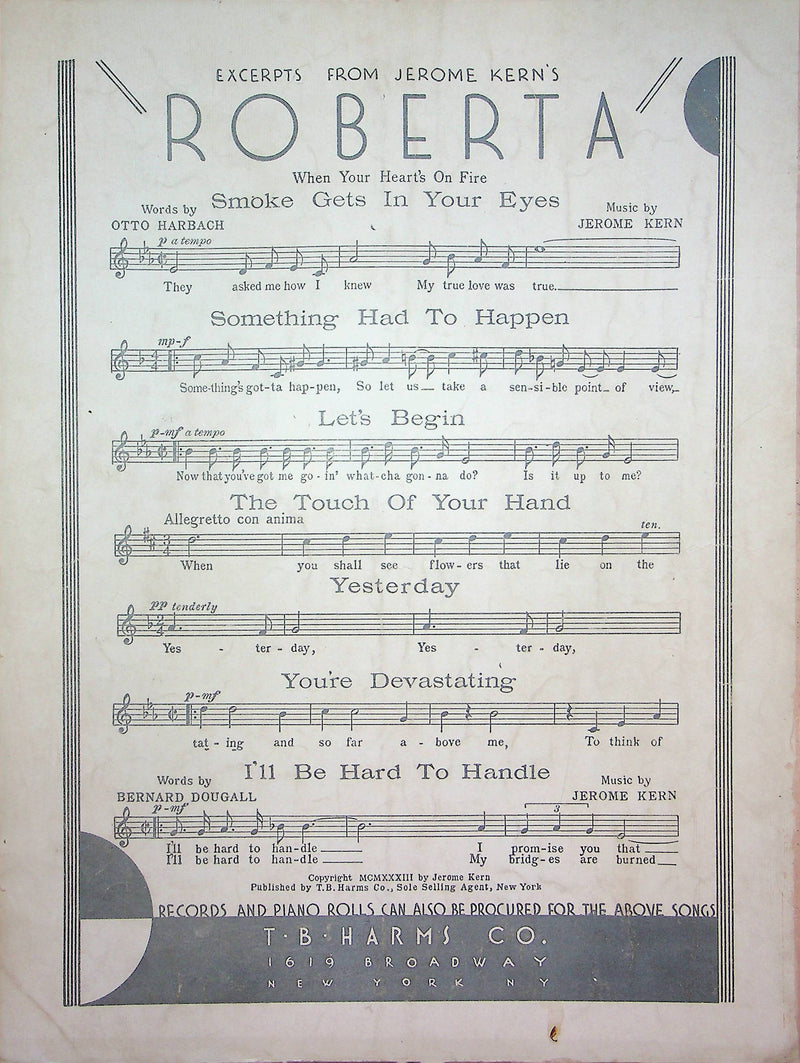 EXCERPTS FROM JEROME KERN'S
ROBERTA
When Your Heart's On Fire
Smoke Gets In Your Eyes
Words by
OTTO HARBACH
Music by
JEROME KERN
p a tempo
They asked me how I knew My true love was true.
Something Had To Happen
mp-f
Some-thing's got-ta hap-pen, So let us take a sen-si-ble point of view,
Let's Begin
p-mf a tempo
Now that you've got me go-in' what-cha gon-na do? Is it up to me?
The Touch Of Your Hand
Allegretto con anima
ten.
When you shall see flow-ers that lie on the
Yesterday
PP tenderly
Yes - ter - day, Yes - ter - day,
You're Devastating
p-mf
tat - ing and so far a - bove me, To think of
I'll Be Hard To Handle
Words by
BERNARD DOUGALL
Music by
JEROME KERN
p-mf
3
I'll be hard to han-dle I prom-ise you that
I'll be hard to han-dle My bridg-es are burned
Copyright MCMXXXIII by Jerome Kern
Published by T.B. Harms Co., Sole Selling Agent, New York
RECORDS AND PIANO ROLLS CAN ALSO BE PROCURED FOR THE ABOVE SONGS
T·B·HARMS CO.
1619 BROADWAY
NEW YORK NY